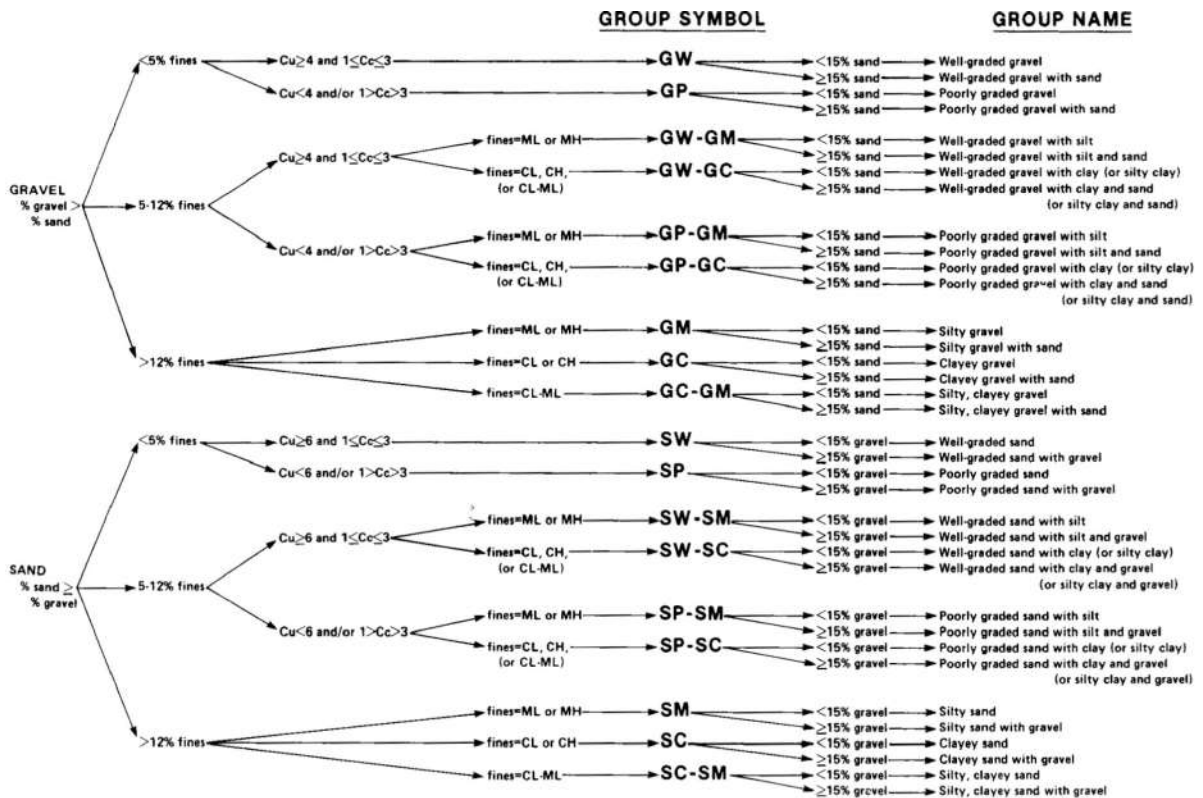 GROUP SYMBOL GROUP NAME
<5% fines Cu≥4 and 1≤Cc≤3 GW <15% sand Well-graded gravel
≥15% sand Well-graded gravel with sand
Cu<4 and/or 1>Cc>3 GP <15% sand Poorly graded gravel
≥15% sand Poorly graded gravel with sand
fines=ML or MH GW-GM <15% sand Well-graded gravel with silt
Cu≥4 and 1≤Cc≤3 ≥15% sand Well-graded gravel with silt and sand
fines=CL, CH, GW-GC <15% sand Well-graded gravel with clay (or silty clay)
(or CL-ML) ≥15% sand Well-graded gravel with clay and sand
(or silty clay and sand)
GRAVEL
% gravel >
% sand
5-12% fines
fines=ML or MH GP-GM <15% sand Poorly graded gravel with silt
Cu<4 and/or 1>Cc>3 ≥15% sand Poorly graded gravel with silt and sand
fines=CL, CH, GP-GC <15% sand Poorly graded gravel with clay (or silty clay)
(or CL-ML) ≥15% sand Poorly graded gravel with clay and sand
(or silty clay and sand)
fines=ML or MH GM <15% sand Silty gravel
≥15% sand Silty gravel with sand
>12% fines fines=CL or CH GC <15% sand Clayey gravel
≥15% sand Clayey gravel with sand
fines=CL-ML GC-GM <15% sand Silty, clayey gravel
≥15% sand Silty, clayey gravel with sand
<5% fines Cu≥6 and 1≤Cc≤3 SW <15% gravel Well-graded sand
≥15% gravel Well-graded sand with gravel
Cu<6 and/or 1>Cc>3 SP <15% gravel Poorly graded sand
≥15% gravel Poorly graded sand with gravel
fines=ML or MH SW-SM <15% gravel Well-graded sand with silt
Cu≥6 and 1≤Cc≤3 ≥15% gravel Well-graded sand with silt and gravel
fines=CL, CH, SW-SC <15% gravel Well-graded sand with clay (or silty clay)
(or CL-ML) ≥15% gravel Well-graded sand with clay and gravel
(or silty clay and gravel)
SAND
% sand ≥
% gravel
5-12% fines
fines=ML or MH SP-SM <15% gravel Poorly graded sand with silt
Cu<6 and/or 1>Cc>3 ≥15% gravel Poorly graded sand with silt and gravel
fines=CL, CH, SP-SC <15% gravel Poorly graded sand with clay (or silty clay)
(or CL-ML) ≥15% gravel Poorly graded sand with clay and gravel
(or silty clay and gravel)
fines=ML or MH SM <15% gravel Silty sand
≥15% gravel Silty sand with gravel
>12% fines fines=CL or CH SC <15% gravel Clayey sand
≥15% gravel Clayey sand with gravel
fines=CL-ML SC-SM <15% gravel Silty, clayey sand
≥15% gravel Silty, clayey sand with gravel